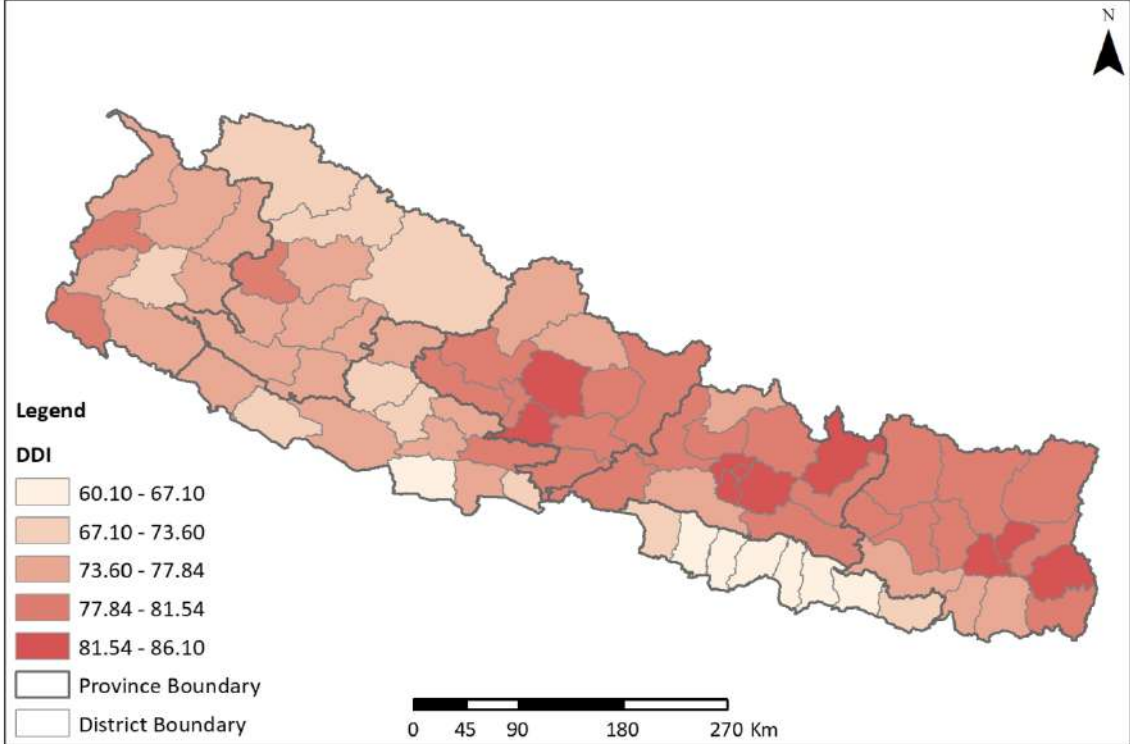 N
Legend
DDI
60.10 - 67.10
67.10 - 73.60
73.60 - 77.84
77.84 - 81.54
81.54 - 86.10
Province Boundary
District Boundary
0 45 90 180 270 Km